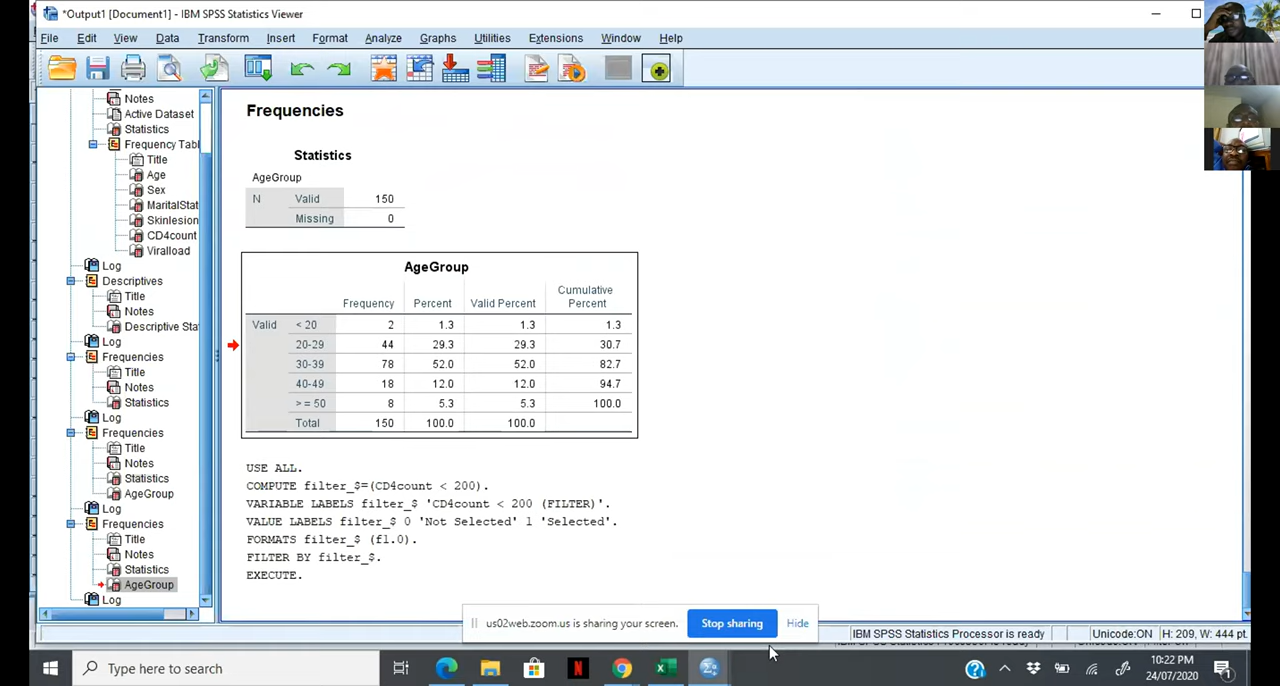 *Output1 [Document1] - IBM SPSS Statistics Viewer
File Edit View Data Transform Insert Format Analyze Graphs Utilities Extensions Window Help
Notes
Active Dataset
Statistics
Frequency Tabl
Title
Age
Sex
MaritalStat
Skinlesion
CD4count
Viralload
Log
Descriptives
Title
Notes
Descriptive Sta
Log
Frequencies
Title
Notes
Statistics
Log
Frequencies
Title
Notes
Statistics
AgeGroup
Log
Frequencies
Title
Notes
Statistics
AgeGroup
Log
Frequencies
Statistics
AgeGroup
N Valid 150
Missing 0
AgeGroup
Frequency Percent Valid Percent Cumulative Percent
Valid < 20 2 1.3 1.3 1.3
20-29 44 29.3 29.3 30.7
30-39 78 52.0 52.0 82.7
40-49 18 12.0 12.0 94.7
> = 50 8 5.3 5.3 100.0
Total 150 100.0 100.0
USE ALL.
COMPUTE filter_$=(CD4count < 200).
VARIABLE LABELS filter_$ 'CD4count < 200 (FILTER)'.
VALUE LABELS filter_$ 0 'Not Selected' 1 'Selected'.
FORMATS filter_$ (f1.0).
FILTER BY filter_$.
EXECUTE.
us02web.zoom.us is sharing your screen. Stop sharing Hide
IBM SPSS Statistics Processor is ready Unicode:ON H: 209, W: 444 pt.
Type here to search
10:22 PM
24/07/2020